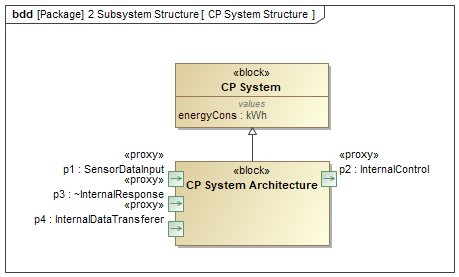 bdd [Package] 2 Subsystem Structure [ CP System Structure ]
«block»
CP System
values
energyCons : kWh
«proxy»
p1 : SensorDataInput
«proxy»
p3 : ~InternalResponse
«proxy»
p4 : InternalDataTransferer
«block»
CP System Architecture
«proxy»
p2 : InternalControl